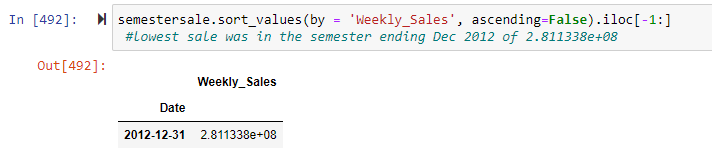 In [492]:
semestersale.sort_values(by = 'Weekly_Sales', ascending=False).iloc[-1:]
#lowest sale was in the semester ending Dec 2012 of 2.811338e+08
Out[492]:
Weekly_Sales
Date
2012-12-31 2.811338e+08